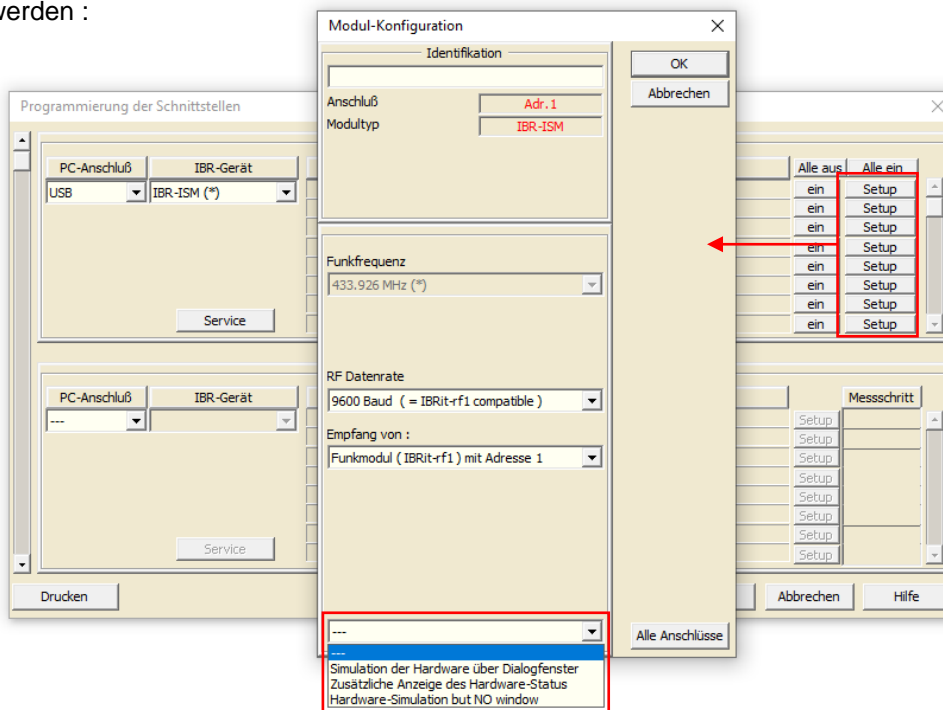 werden :
Modul-Konfiguration
Identifikation
OK
Abbrechen
Anschluß
Adr.1
Modultyp
IBR-ISM
Funkfrequenz
433.926 MHz (*)
RF Datenrate
9600 Baud ( = IBRit-rf1 compatible )
Empfang von :
Funkmodul ( IBRit-rf1 ) mit Adresse 1
---
---
Simulation der Hardware über Dialogfenster
Zusätzliche Anzeige des Hardware-Status
Hardware-Simulation but NO window
Alle Anschlüsse
Programmierung der Schnittstellen
PC-Anschluß IBR-Gerät Alle aus Alle ein
USB IBR-ISM (*) ein Setup
ein Setup
ein Setup
ein Setup
ein Setup
ein Setup
ein Setup
Service ein Setup
PC-Anschluß IBR-Gerät Messschritt
--- Setup
Setup
Setup
Setup
Setup
Setup
Setup
Service Setup
Drucken Abbrechen Hilfe